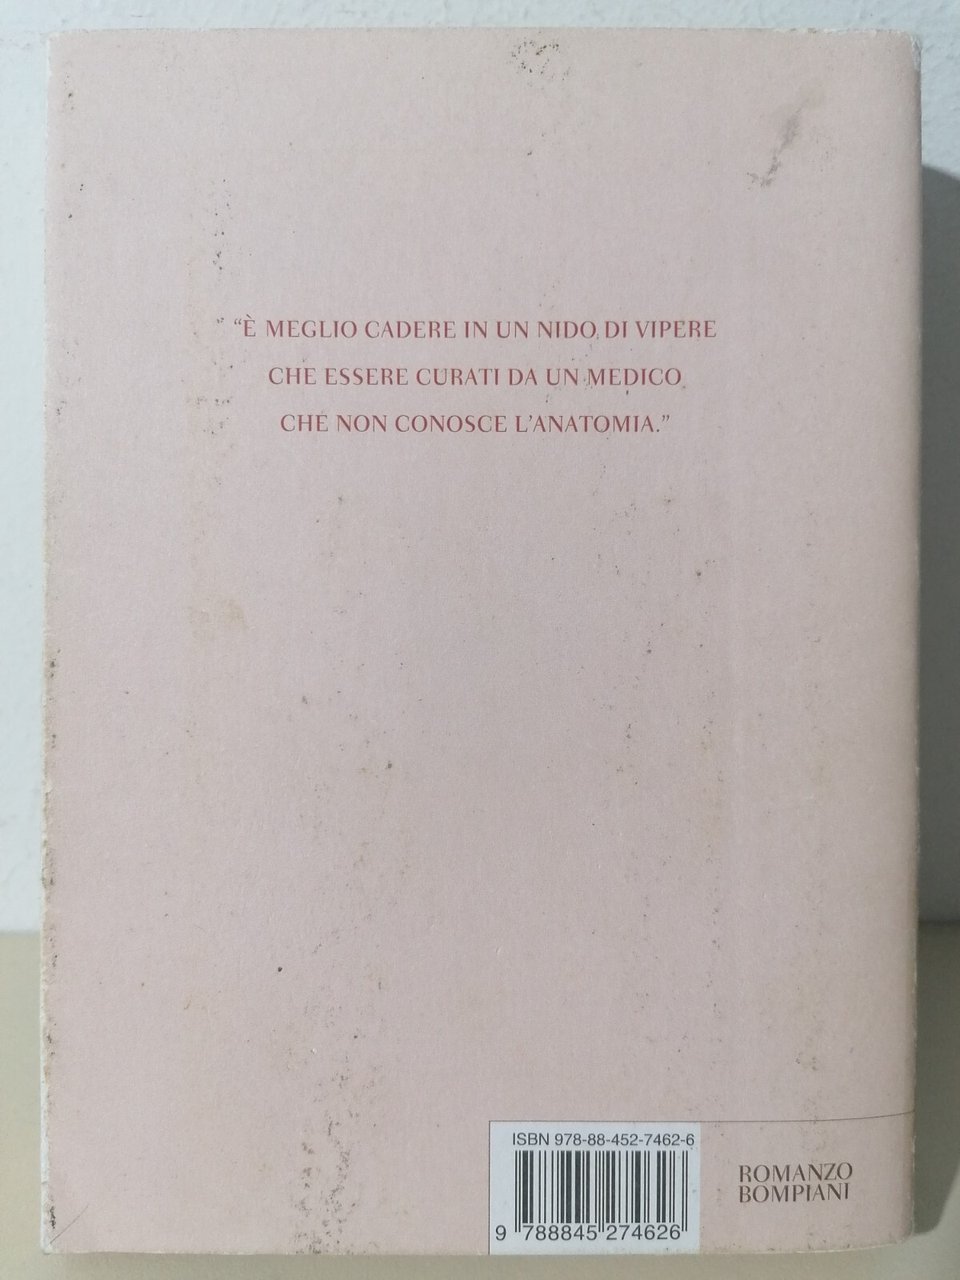 “È MEGLIO CADERE IN UN NIDO DI VIPERE
CHE ESSERE CURATI DA UN MEDICO
CHE NON CONOSCE L’ANATOMIA.”
ISBN 978-88-452-7462-6
9 788845 274626
ROMANZO
BOMPIANI